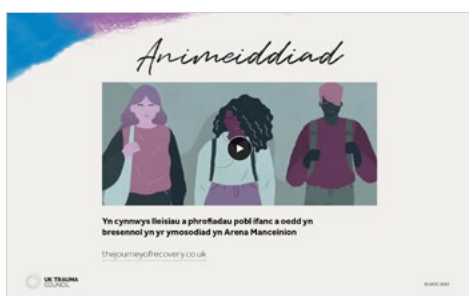 Animeiddiad
Yn cynnwys lleisiau a phrofiadau pobl ifanc a oedd yn
bresennol yn yr ymosodiad yn Arena Manceinion
thejourneyofrecovery.co.uk
UK TRAUMA
COUNCIL